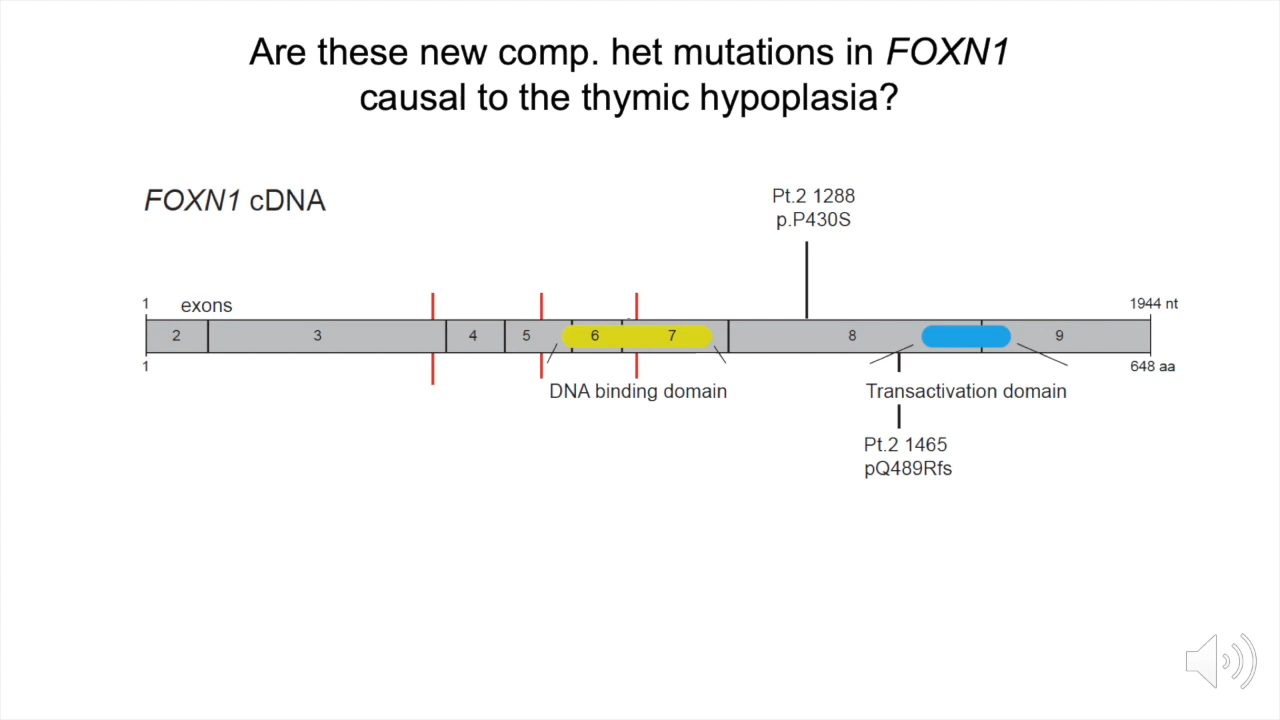 Are these new comp. het mutations in FOXN1
causal to the thymic hypoplasia?
FOXN1 cDNA
Pt.2 1288
p.P430S
1 exons 1944 nt
2 3 4 5 6 7 8 9
1 648 aa
DNA binding domain Transactivation domain
Pt.2 1465
pQ489Rfs